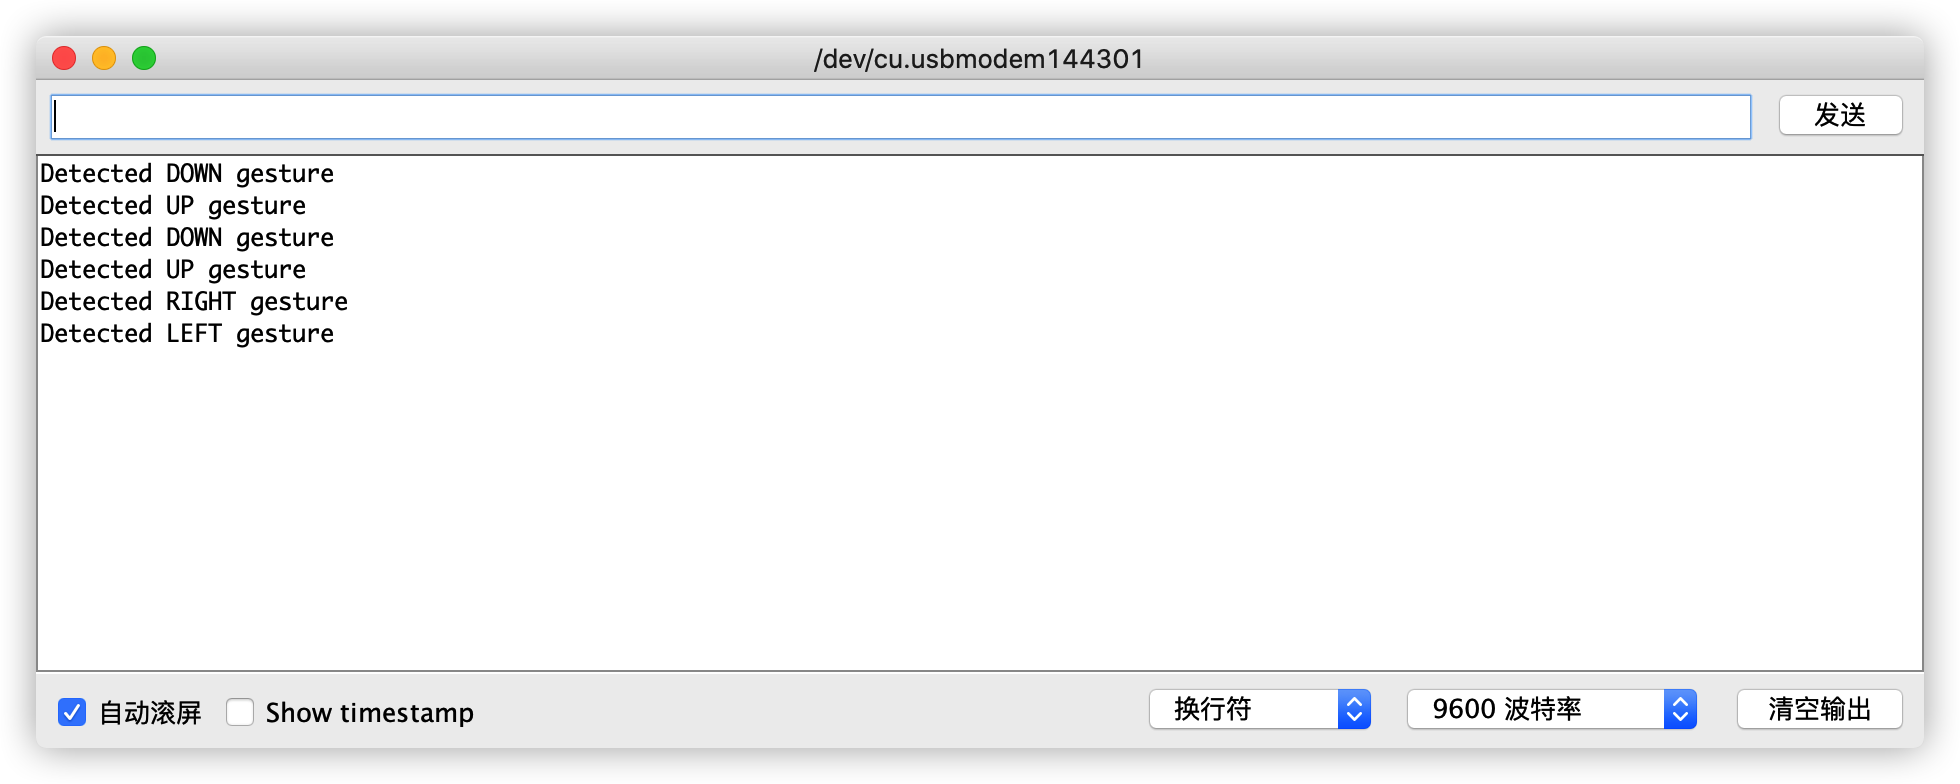 /dev/cu.usbmodem144301
发送
Detected DOWN gesture
Detected UP gesture
Detected DOWN gesture
Detected UP gesture
Detected RIGHT gesture
Detected LEFT gesture
自动滚屏 Show timestamp 换行符 9600 波特率 清空输出